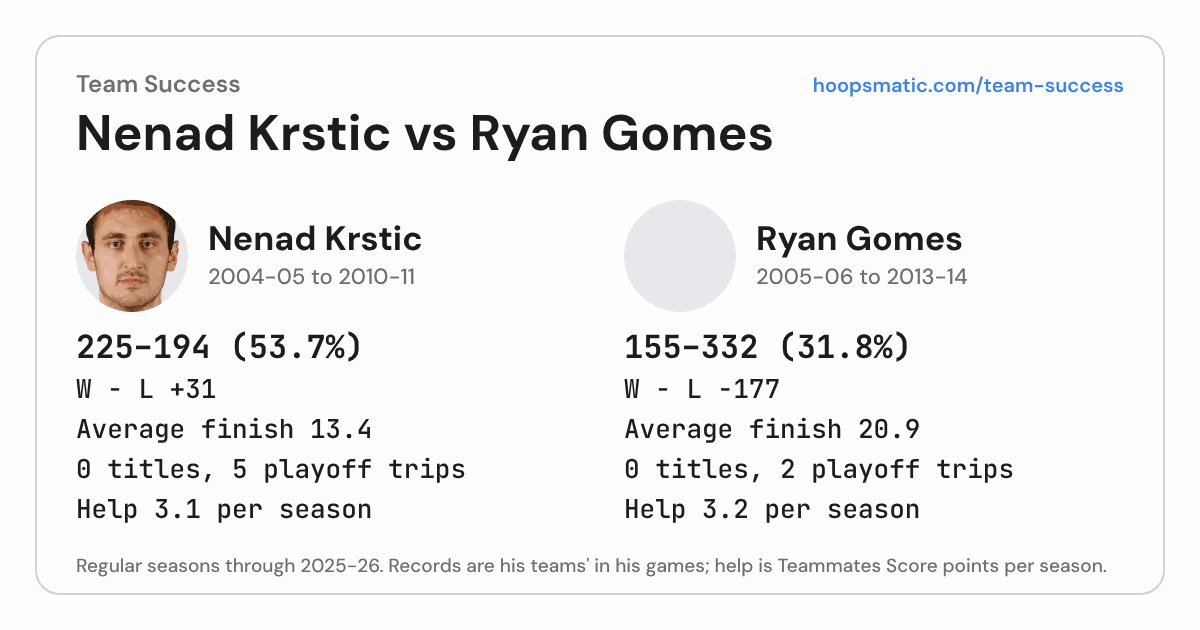 Team Success
hoopsmatic.com/team-success
Nenad Krstic vs Ryan Gomes
Nenad Krstic
2004-05 to 2010-11
225-194 (53.7%)
W - L +31
Average finish 13.4
0 titles, 5 playoff trips
Help 3.1 per season
Ryan Gomes
2005-06 to 2013-14
155-332 (31.8%)
W - L -177
Average finish 20.9
0 titles, 2 playoff trips
Help 3.2 per season
Regular seasons through 2025-26. Records are his teams' in his games; help is Teammates Score points per season.